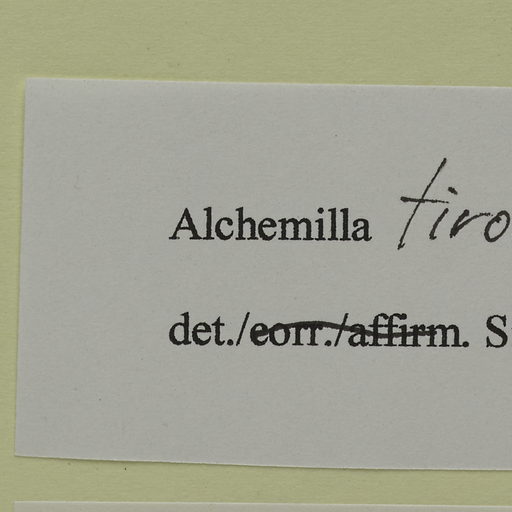 Alchemilla tiro
det./corr./affirm. S